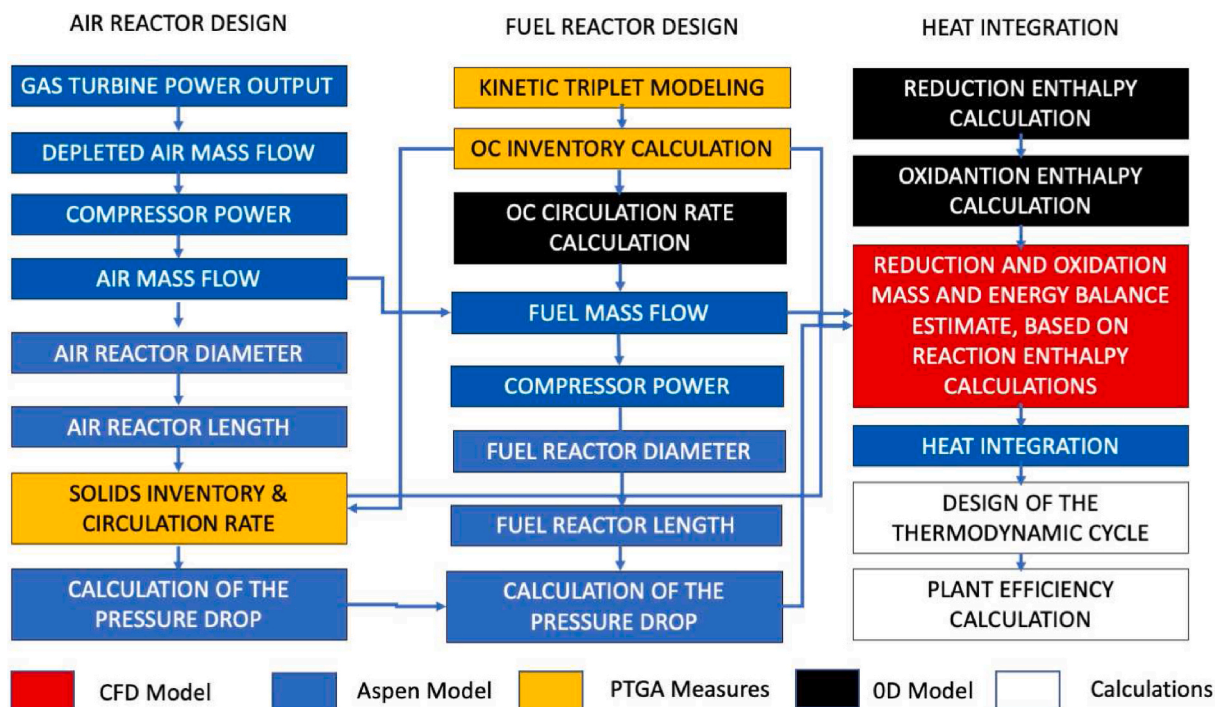 AIR REACTOR DESIGN
GAS TURBINE POWER OUTPUT
DEPLETED AIR MASS FLOW
COMPRESSOR POWER
AIR MASS FLOW
AIR REACTOR DIAMETER
AIR REACTOR LENGTH
SOLIDS INVENTORY &
CIRCULATION RATE
CALCULATION OF THE
PRESSURE DROP
FUEL REACTOR DESIGN
KINETIC TRIPLET MODELING
OC INVENTORY CALCULATION
OC CIRCULATION RATE
CALCULATION
FUEL MASS FLOW
COMPRESSOR POWER
FUEL REACTOR DIAMETER
FUEL REACTOR LENGTH
CALCULATION OF THE
PRESSURE DROP
HEAT INTEGRATION
REDUCTION ENTHALPY
CALCULATION
OXIDANTION ENTHALPY
CALCULATION
REDUCTION AND OXIDATION
MASS AND ENERGY BALANCE
ESTIMATE, BASED ON
REACTION ENTHALPY
CALCULATIONS
HEAT INTEGRATION
DESIGN OF THE
THERMODYNAMIC CYCLE
PLANT EFFICIENCY
CALCULATION
CFD Model
Aspen Model
PTGA Measures
0D Model
Calculations